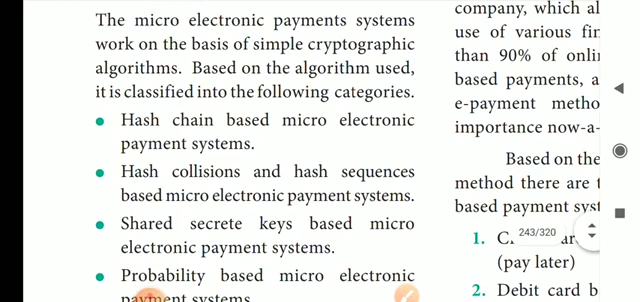 The micro electronic payments systems
work on the basis of simple cryptographic
algorithms. Based on the algorithm used,
it is classified into the following categories.
• Hash chain based micro electronic
payment systems.
• Hash collisions and hash sequences
based micro electronic payment systems.
• Shared secrete keys based micro
electronic payment systems.
• Probability based micro electronic
payment systems
company, which al
use of various fin
than 90% of onli
based payments, a
e-payment metho
importance now-a-
Based on the
method there are t
based payment syst
1. C
(pay later)
2. Debit card b
243/320